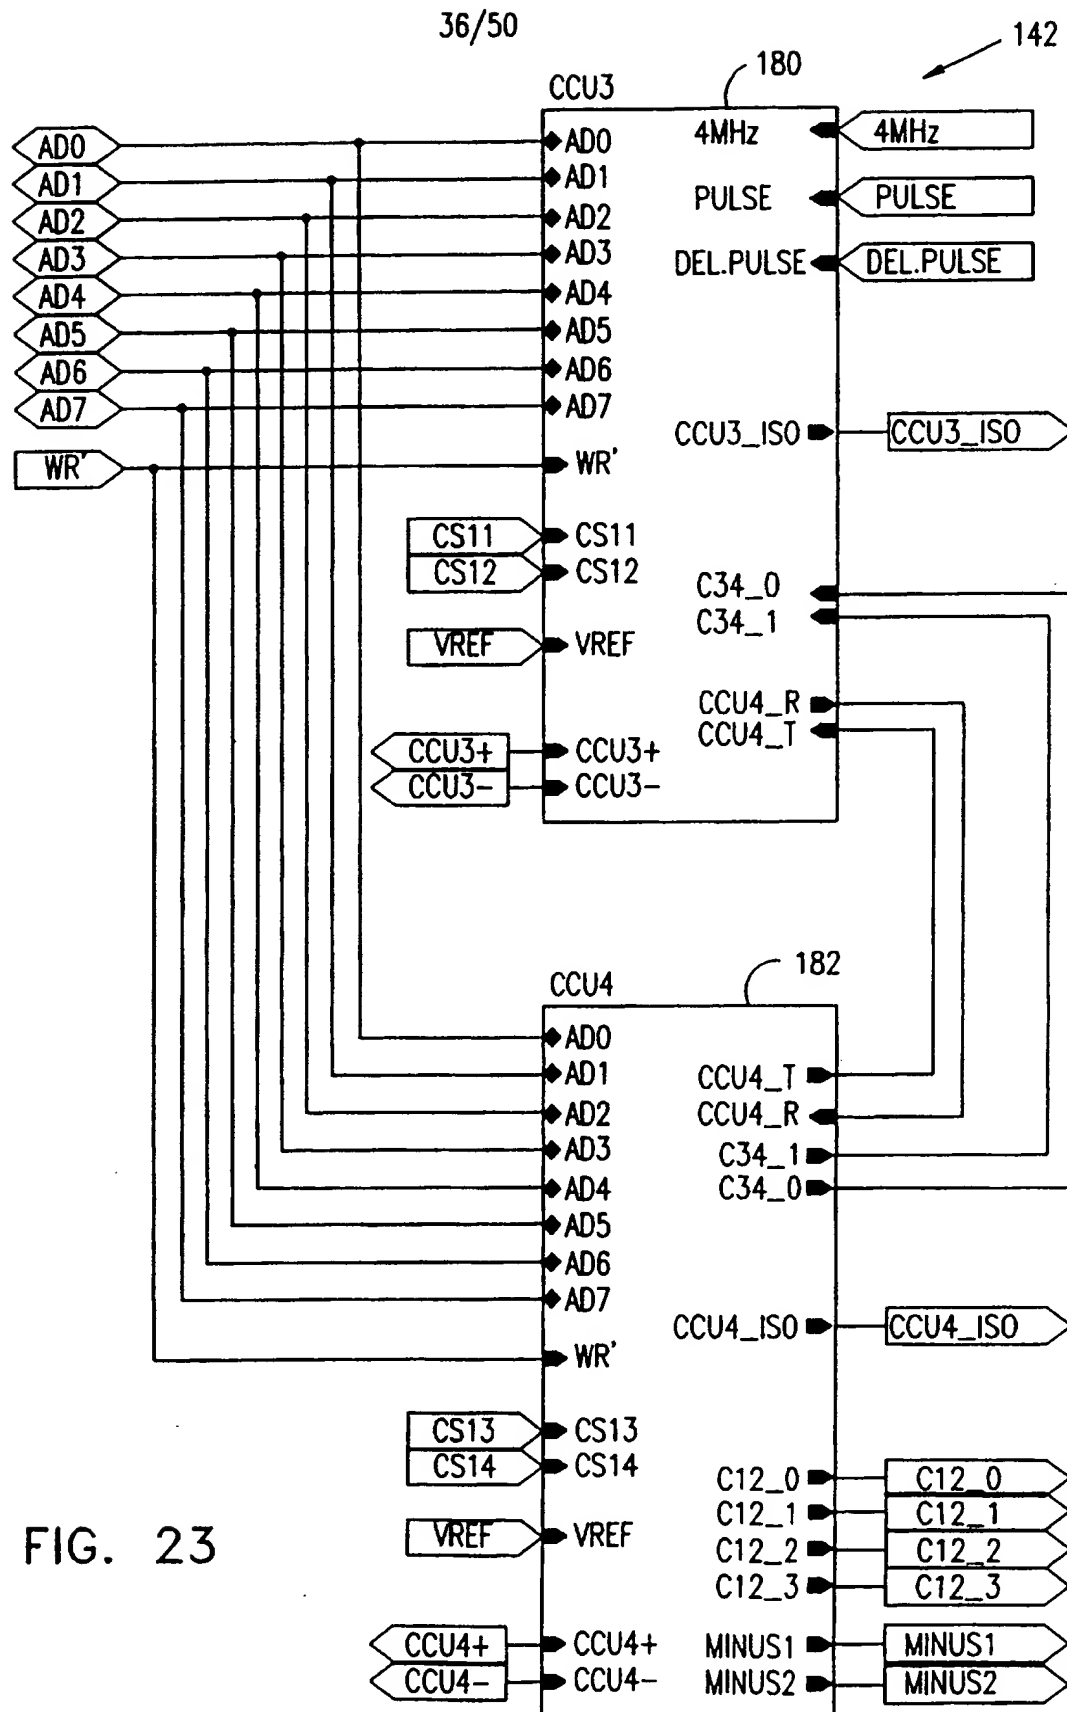 36/50
142
180
CCU3
AD0 AD0 4MHz 4MHz
AD1 AD1
AD2 AD2 PULSE PULSE
AD3 AD3 DEL.PULSE DEL.PULSE
AD4 AD4
AD5 AD5
AD6 AD6
AD7 AD7
CCU3_ISO CCU3_ISO
WR' WR'
CS11 CS11
CS12 CS12
C34_0
C34_1
VREF VREF
CCU4_R
CCU4_T
CCU3+ CCU3+
CCU3- CCU3-
182
CCU4
AD0
AD1 CCU4_T
AD2 CCU4_R
AD3 C34_1
AD4 C34_0
AD5
AD6
AD7
CCU4_ISO CCU4_ISO
WR'
CS13 CS13
CS14 CS14
C12_0 C12_0
C12_1 C12_1
VREF VREF
C12_2 C12_2
C12_3 C12_3
FIG. 23
CCU4+ CCU4+ MINUS1 MINUS1
CCU4- CCU4- MINUS2 MINUS2